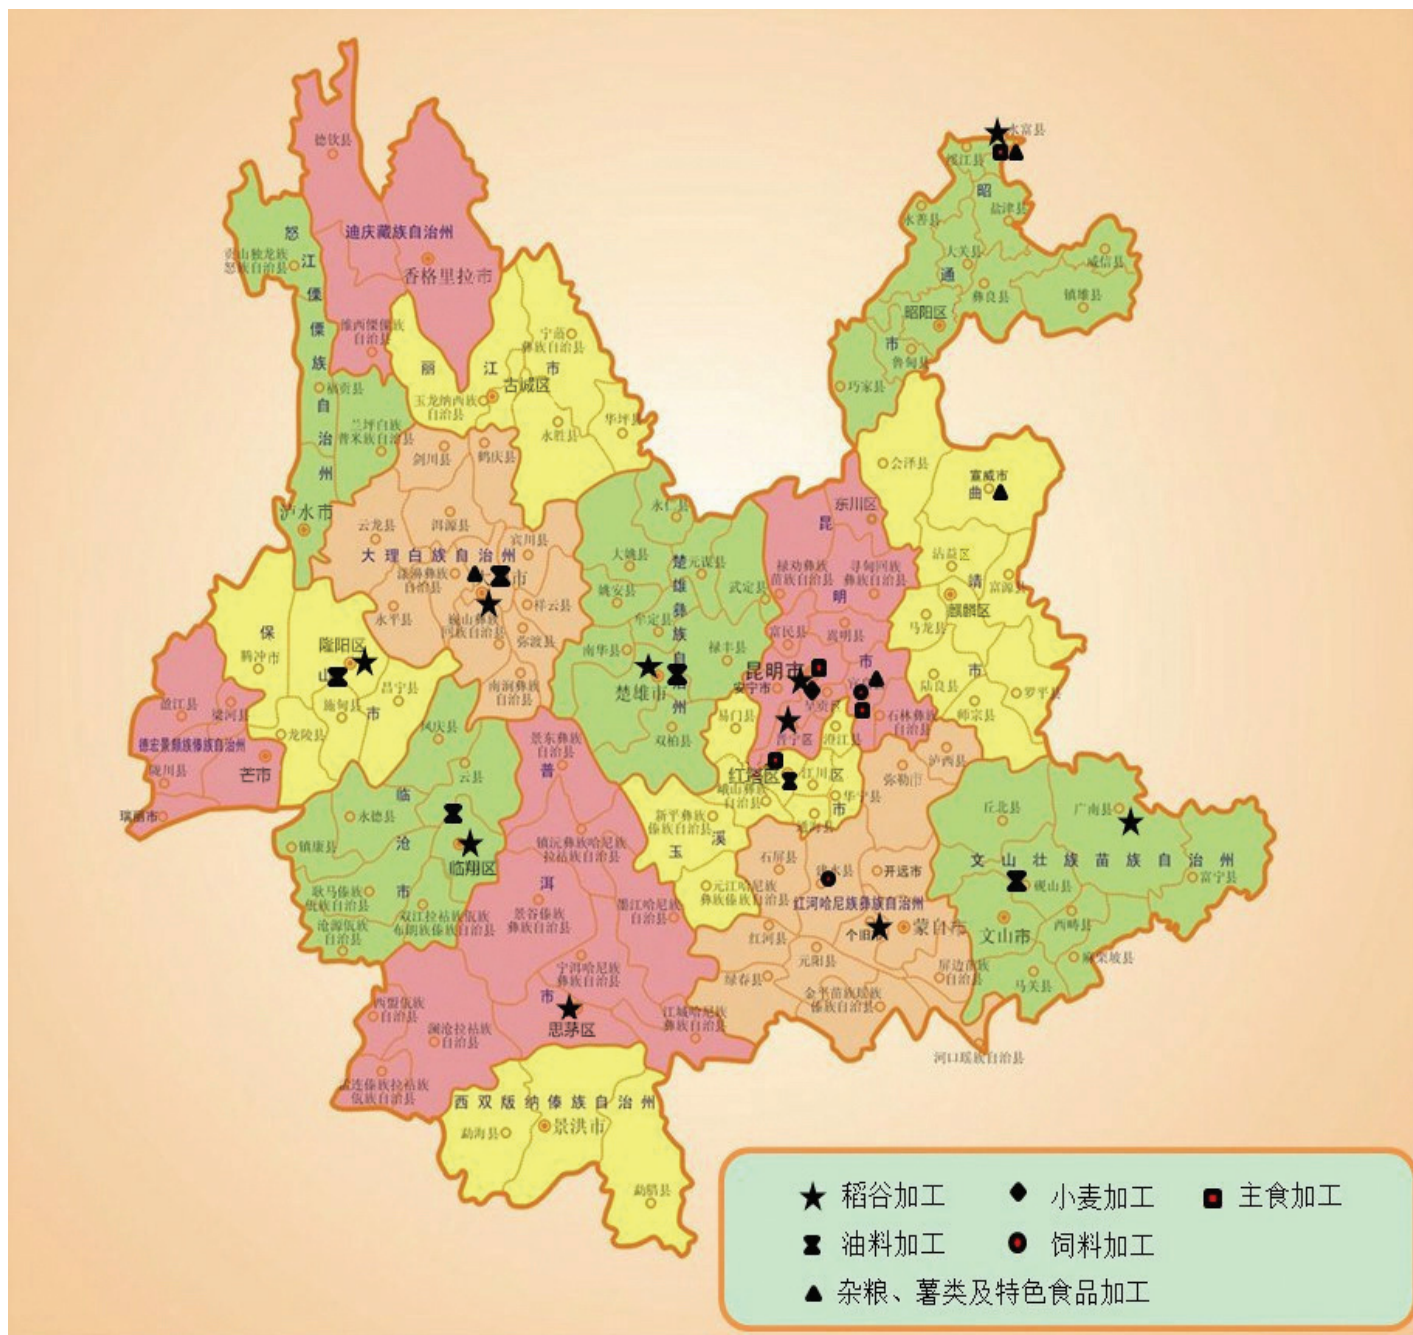 德钦县
水富县
绥江县
昭
盐津县
永善县
大关县
威信县
通
彝良县
镇雄县
昭阳区
市
鲁甸县
巧家县
怒
江
傈
僳
族
自
治
州
贡山独龙族
怒族自治县
迪庆藏族自治州
香格里拉市
维西傈僳族
自治县
福贡县
兰坪白族
普米族自治县
泸水市
宁蒗
彝族自治县
丽江市
古城区
玉龙纳西族
自治县
永胜县
华坪县
剑川县
鹤庆县
云龙县
洱源县
宾川县
大理白族自治州
漾濞彝族
自治县
永平县
巍山彝族
回族自治县
祥云县
弥渡县
南涧彝族
自治县
永仁县
大姚县
元谋县
姚安县
武定县
牟定县
南华县
禄丰县
楚雄市
双柏县
楚
雄
彝
族
自
州
会泽县
宣威市
曲
沾益区
靖
富源县
麒麟区
马龙县
市
陆良县
罗平县
师宗县
东川区
昆
禄劝彝族
苗族自治县
寻甸回族
彝族自治县
明
富民县
嵩明县
市
昆明市
安宁市
呈贡区
石林彝族
自治县
晋宁区
易门县
澄江县
红塔区
江川区
峨山彝族
自治县
华宁县
市
通海县
新平彝族
傣族自治县
玉溪
元江哈尼族
彝族傣族自治县
保
腾冲市
隆阳区
山
昌宁县
施甸县
市
龙陵县
盈江县
梁河县
德宏景颇族傣族自治州
陇川县
芒市
瑞丽市
凤庆县
云县
临
永德县
沧
镇康县
临翔区
耿马傣族
佤族自治县
市
双江拉祜族佤族
布朗族傣族自治县
沧源佤族
自治县
景东彝族
自治县
普
镇沅彝族哈尼族
拉祜族自治县
洱
景谷傣族
彝族自治县
墨江哈尼族
自治县
宁洱哈尼族
彝族自治县
市
思茅区
西盟佤族
自治县
澜沧拉祜族
自治县
江城哈尼族
彝族自治县
孟连傣族拉祜族
佤族自治县
西双版纳傣族自治州
勐海县
景洪市
勐腊县
泸西县
弥勒市
石屏县
建水县
开远市
红河哈尼族彝族自治州
个旧市
蒙自市
红河县
元阳县
绿春县
屏边苗族
自治县
金平苗族瑶族
傣族自治县
河口瑶族自治县
丘北县
广南县
文山壮族苗族自治州
砚山县
富宁县
西畴县
文山市
麻栗坡县
马关县
稻谷加工
小麦加工
主食加工
油料加工
饲料加工
杂粮、薯类及特色食品加工